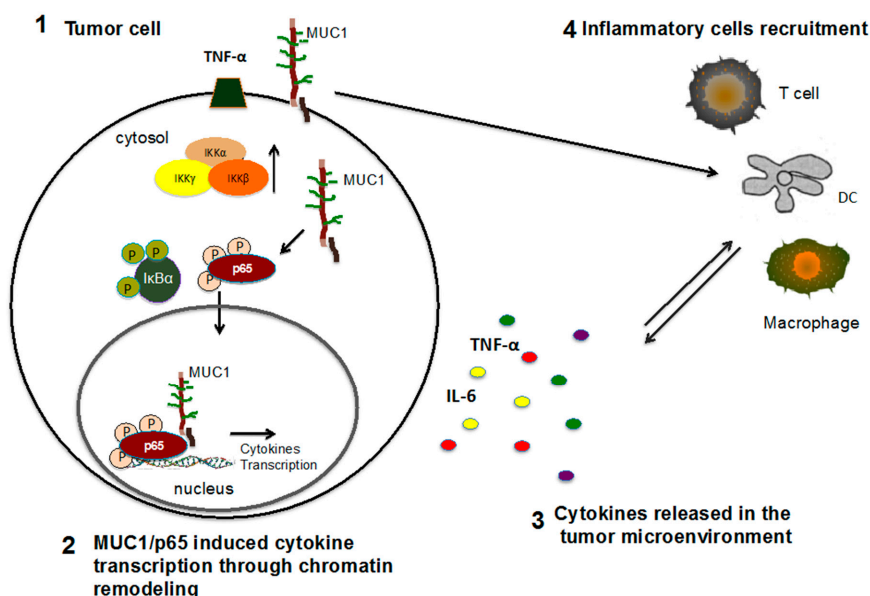 1 Tumor cell
TNF-α
MUC1
cytosol
IKKα
IKKγ
IKKβ
MUC1
P
P
P
IκBα
P
P
P
p65
MUC1
P
P
P
p65
Cytokines
Transcription
nucleus
2 MUC1/p65 induced cytokine
transcription through chromatin
remodeling
4 Inflammatory cells recruitment
T cell
DC
Macrophage
TNF-α
IL-6
3 Cytokines released in the
tumor microenvironment